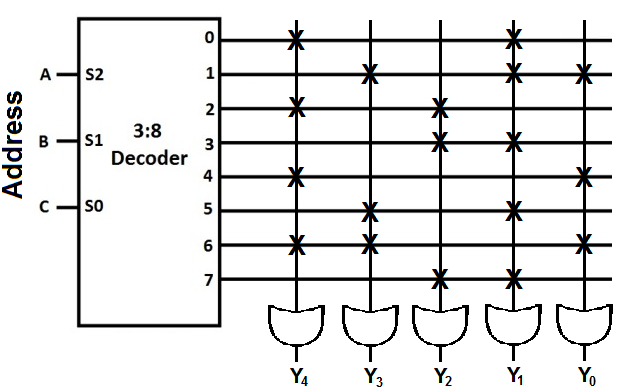 Address
A
B
C
S2
S1
S0
3:8
Decoder
0
1
2
3
4
5
6
7
X X
X X X
X X
X X
X X
X X
X X X
X X
Y4 Y3 Y2 Y1 Y0